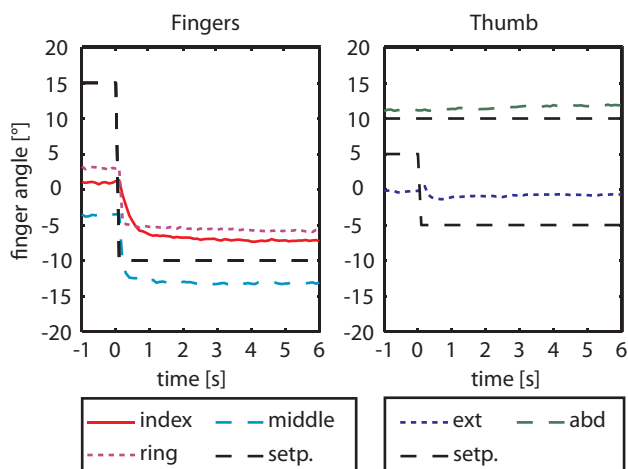 Fingers
Thumb
finger angle [°]
20
15
10
5
0
-5
-10
-15
-20
-1 0 1 2 3 4 5 6
time [s]
20
15
10
5
0
-5
-10
-15
-20
-1 0 1 2 3 4 5 6
time [s]
index middle
ring setp.
ext abd
setp.